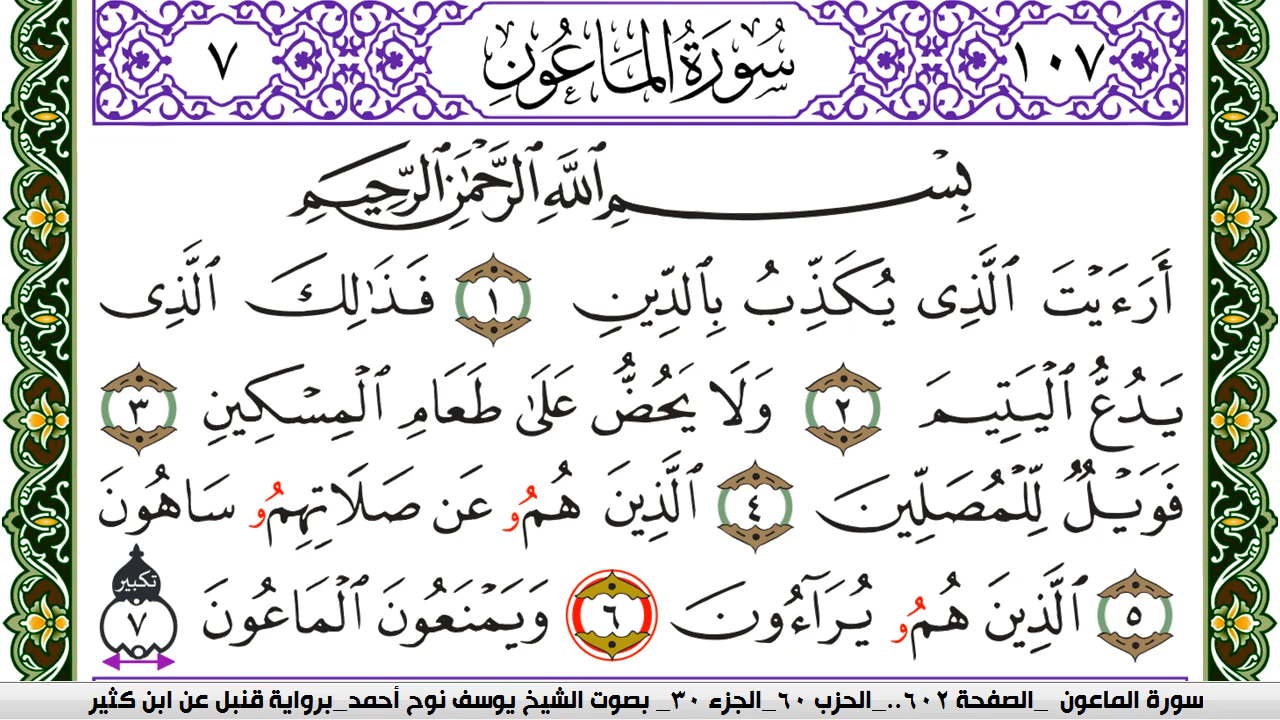 ١٠٧ سُورَةُ المَاعُونِ ٧
بِسْمِ ٱللَّهِ ٱلرَّحْمَٰنِ ٱلرَّحِيمِ
أَرَءَيْتَ ٱلَّذِى يُكَذِّبُ بِٱلدِّينِ ١ فَذَٰلِكَ ٱلَّذِى
يَدُعُّ ٱلْيَتِيمَ ٢ وَلَا يَحُضُّ عَلَىٰ طَعَامِ ٱلْمِسْكِينِ ٣
فَوَيْلٌ لِّلْمُصَلِّينَ ٤ ٱلَّذِينَ هُمُو عَن صَلَاتِهِمُو سَاهُونَ
٥ ٱلَّذِينَ هُمُو يُرَآءُونَ ٦ وَيَمْنَعُونَ ٱلْمَاعُونَ ٧ تكبير
سورة الماعون _الصفحة ٦٠٢.._الحزب ٦٠_الجزء ٣٠_ بصوت الشيخ يوسف نوح أحمد_برواية قنبل عن ابن كثير